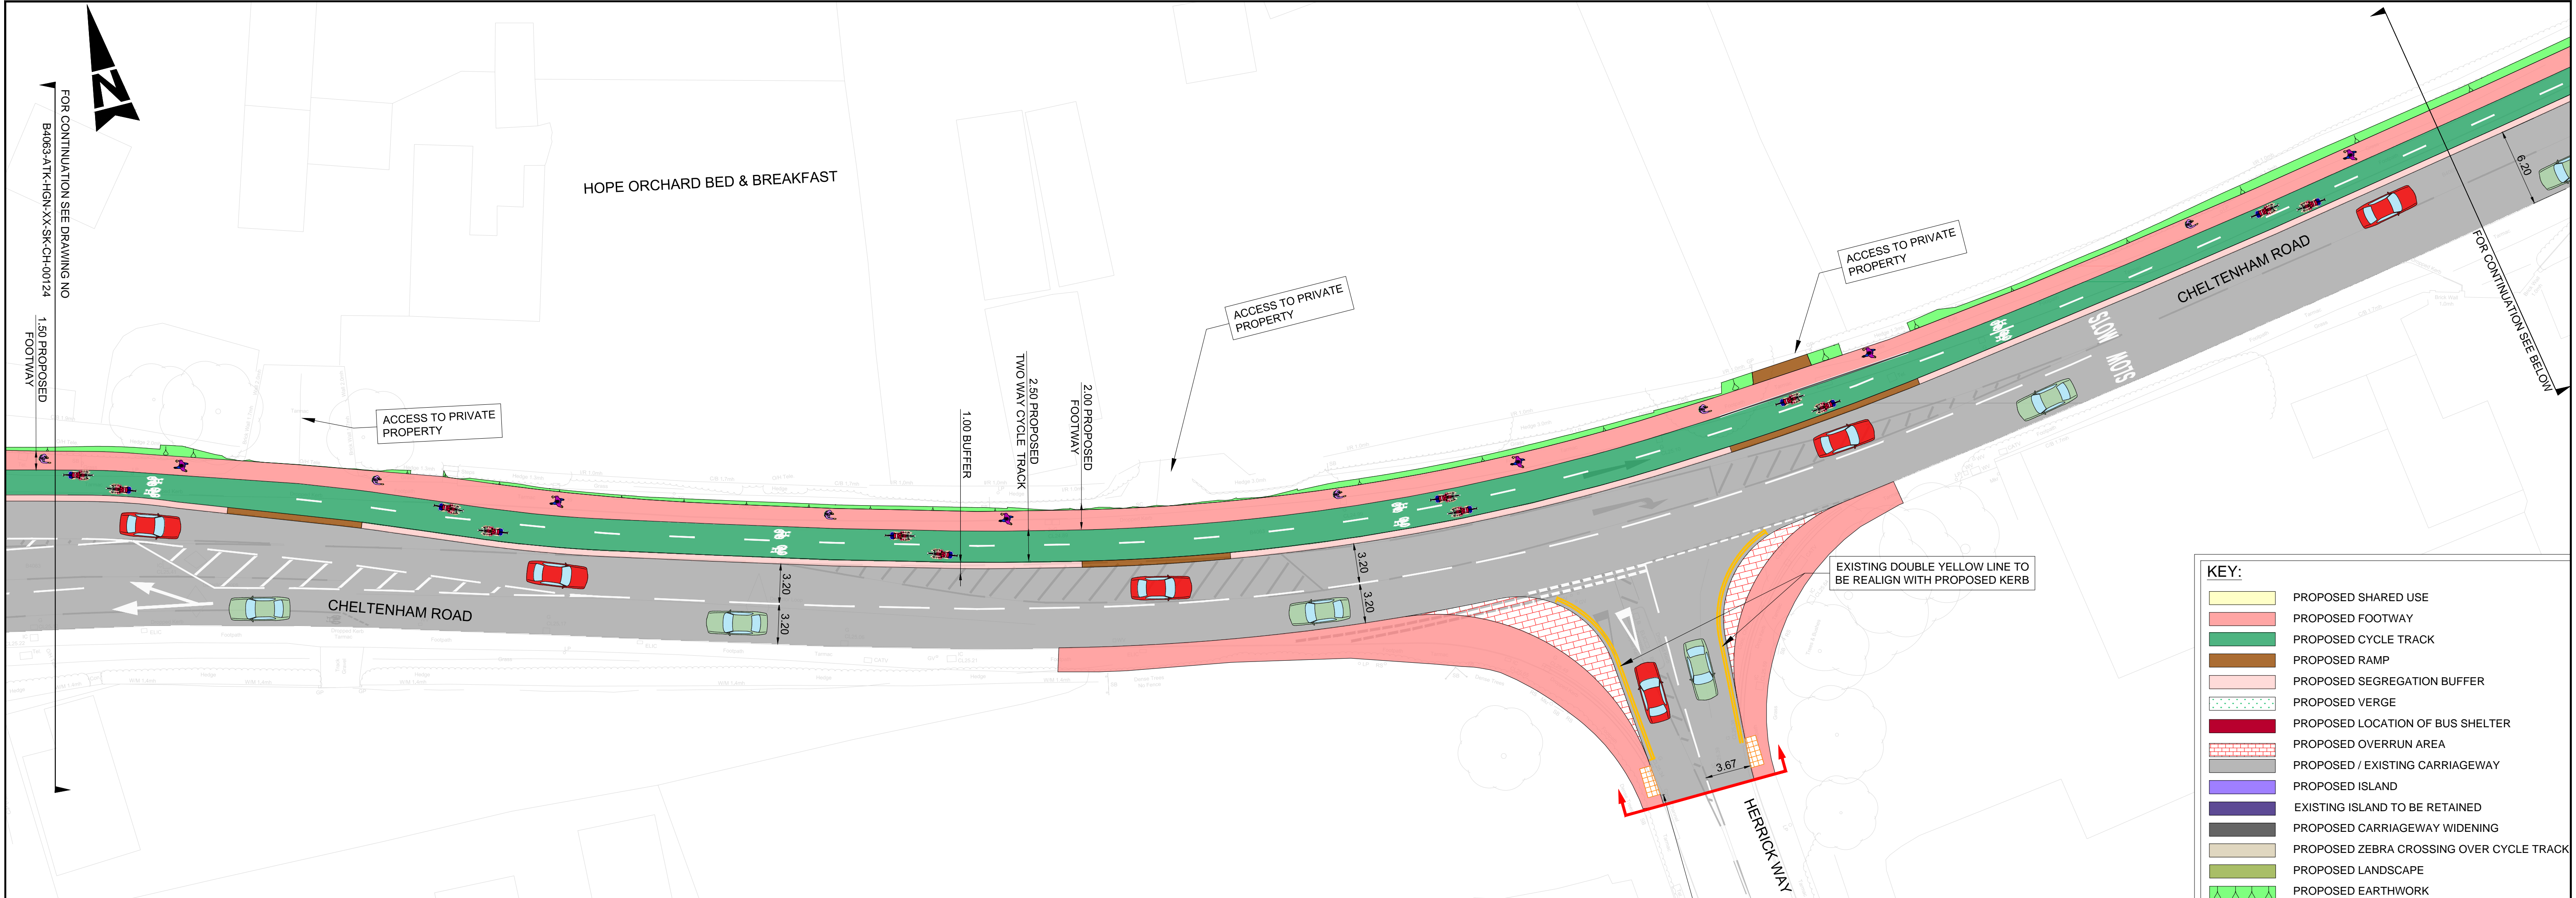 N
FOR CONTINUATION SEE DRAWING NO
B4063-ATK-HGN-XX-SK-CH-00124
1.50 PROPOSED
FOOTWAY
HOPE ORCHARD BED & BREAKFAST
ACCESS TO PRIVATE
PROPERTY
CHELTENHAM ROAD
3.20
3.20
1.00 BUFFER
2.50 PROPOSED
TWO WAY CYCLE TRACK
2.00 PROPOSED
FOOTWAY
ACCESS TO PRIVATE
PROPERTY
3.20
3.20
ACCESS TO PRIVATE
PROPERTY
SLOW
SLOW
CHELTENHAM ROAD
6.20
FOR CONTINUATION SEE BELOW
EXISTING DOUBLE YELLOW LINE TO
BE REALIGN WITH PROPOSED KERB
3.67
HERRICK WAY
KEY:
PROPOSED SHARED USE
PROPOSED FOOTWAY
PROPOSED CYCLE TRACK
PROPOSED RAMP
PROPOSED SEGREGATION BUFFER
PROPOSED VERGE
PROPOSED LOCATION OF BUS SHELTER
PROPOSED OVERRUN AREA
PROPOSED / EXISTING CARRIAGEWAY
PROPOSED ISLAND
EXISTING ISLAND TO BE RETAINED
PROPOSED CARRIAGEWAY WIDENING
PROPOSED ZEBRA CROSSING OVER CYCLE TRACK
PROPOSED LANDSCAPE
PROPOSED EARTHWORK